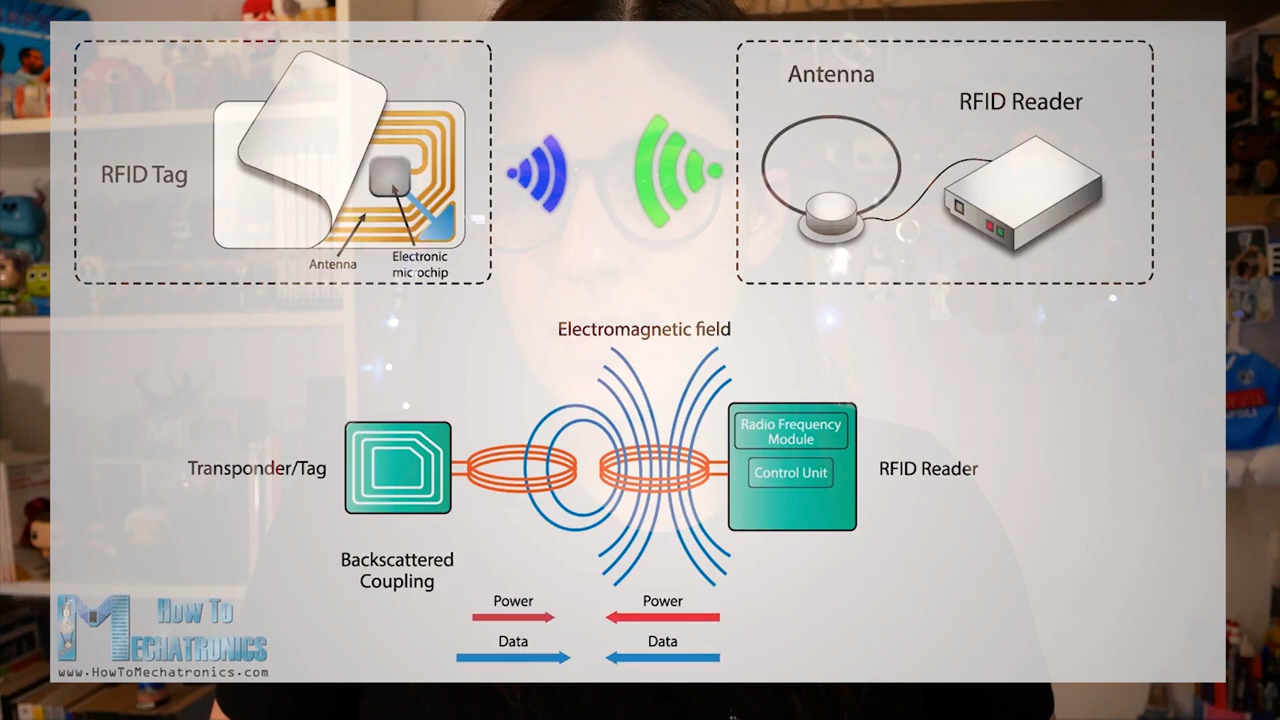 Antenna
RFID Reader
RFID Tag
Antenna
Electronic
microchip
Electromagnetic field
Radio Frequency
Module
Control Unit
Transponder/Tag
RFID Reader
Backscattered
Coupling
Power
Power
Data
Data
How To
Mechatronics
www.HowToMechatronics.com